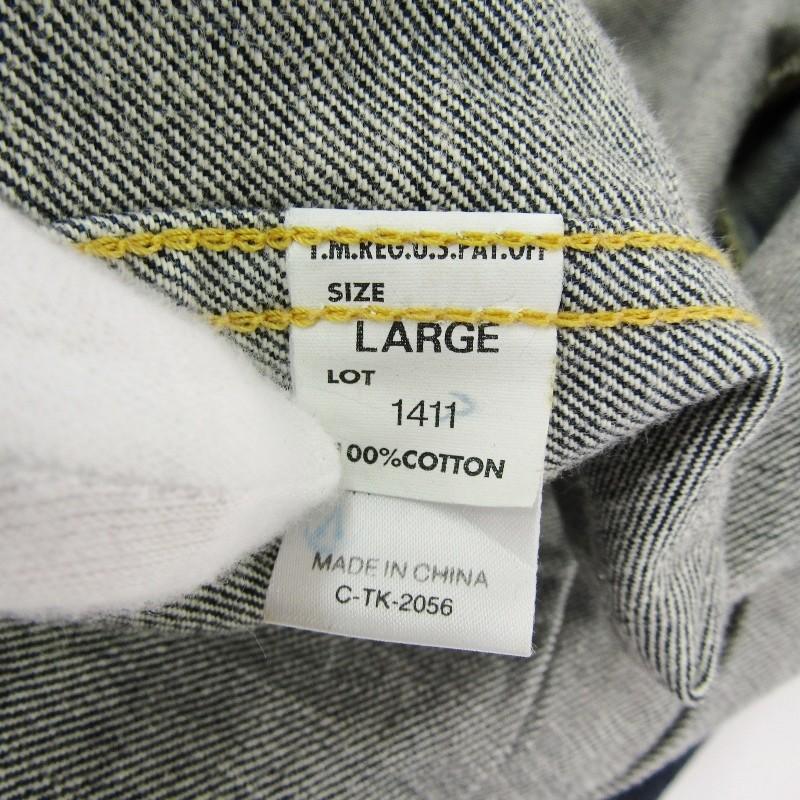 T.M.REG.U.S.PAT.OFF
SIZE
LARGE
LOT
1411
100%COTTON
MADE IN CHINA
C-TK-2056